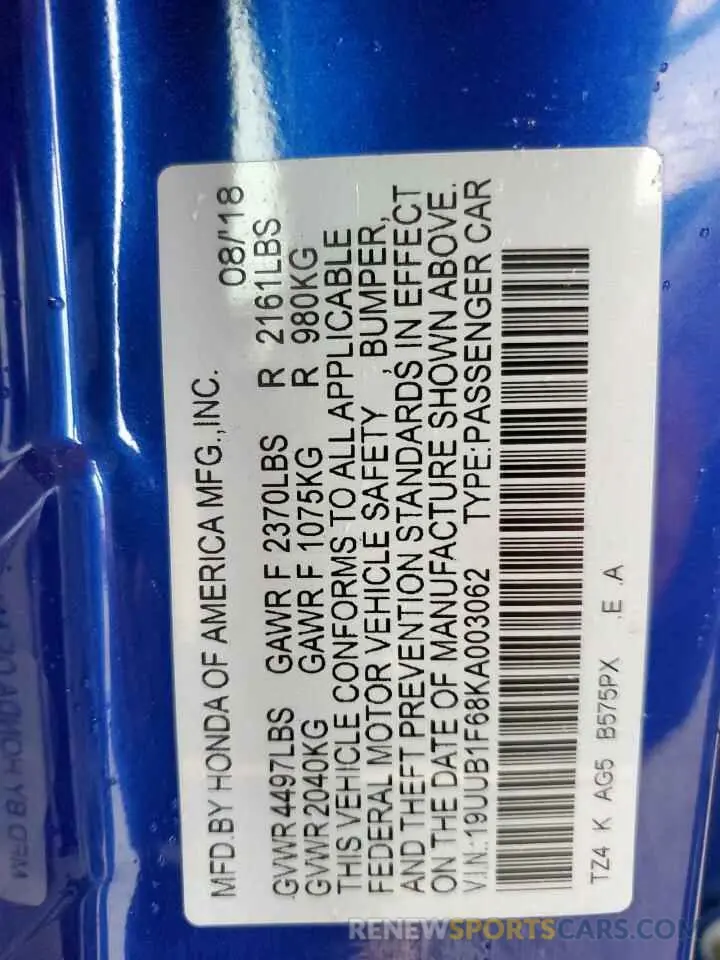 MFD.BY HONDA OF AMERICA MFG.,INC. 08/'18
GVWR 4497LBS GAWR F 2370LBS R 2161LBS
GVWR 2040KG GAWR F 1075KG R 980KG
THIS VEHICLE CONFORMS TO ALL APPLICABLE
FEDERAL MOTOR VEHICLE SAFETY , BUMPER,
AND THEFT PREVENTION STANDARDS IN EFFECT
ON THE DATE OF MANUFACTURE SHOWN ABOVE.
V.I.N.:19UUB1F68KA003062 TYPE:PASSENGER CAR
TZ4 K AG5 B575PX .E .A
RENEWSPORTSCARS.COM